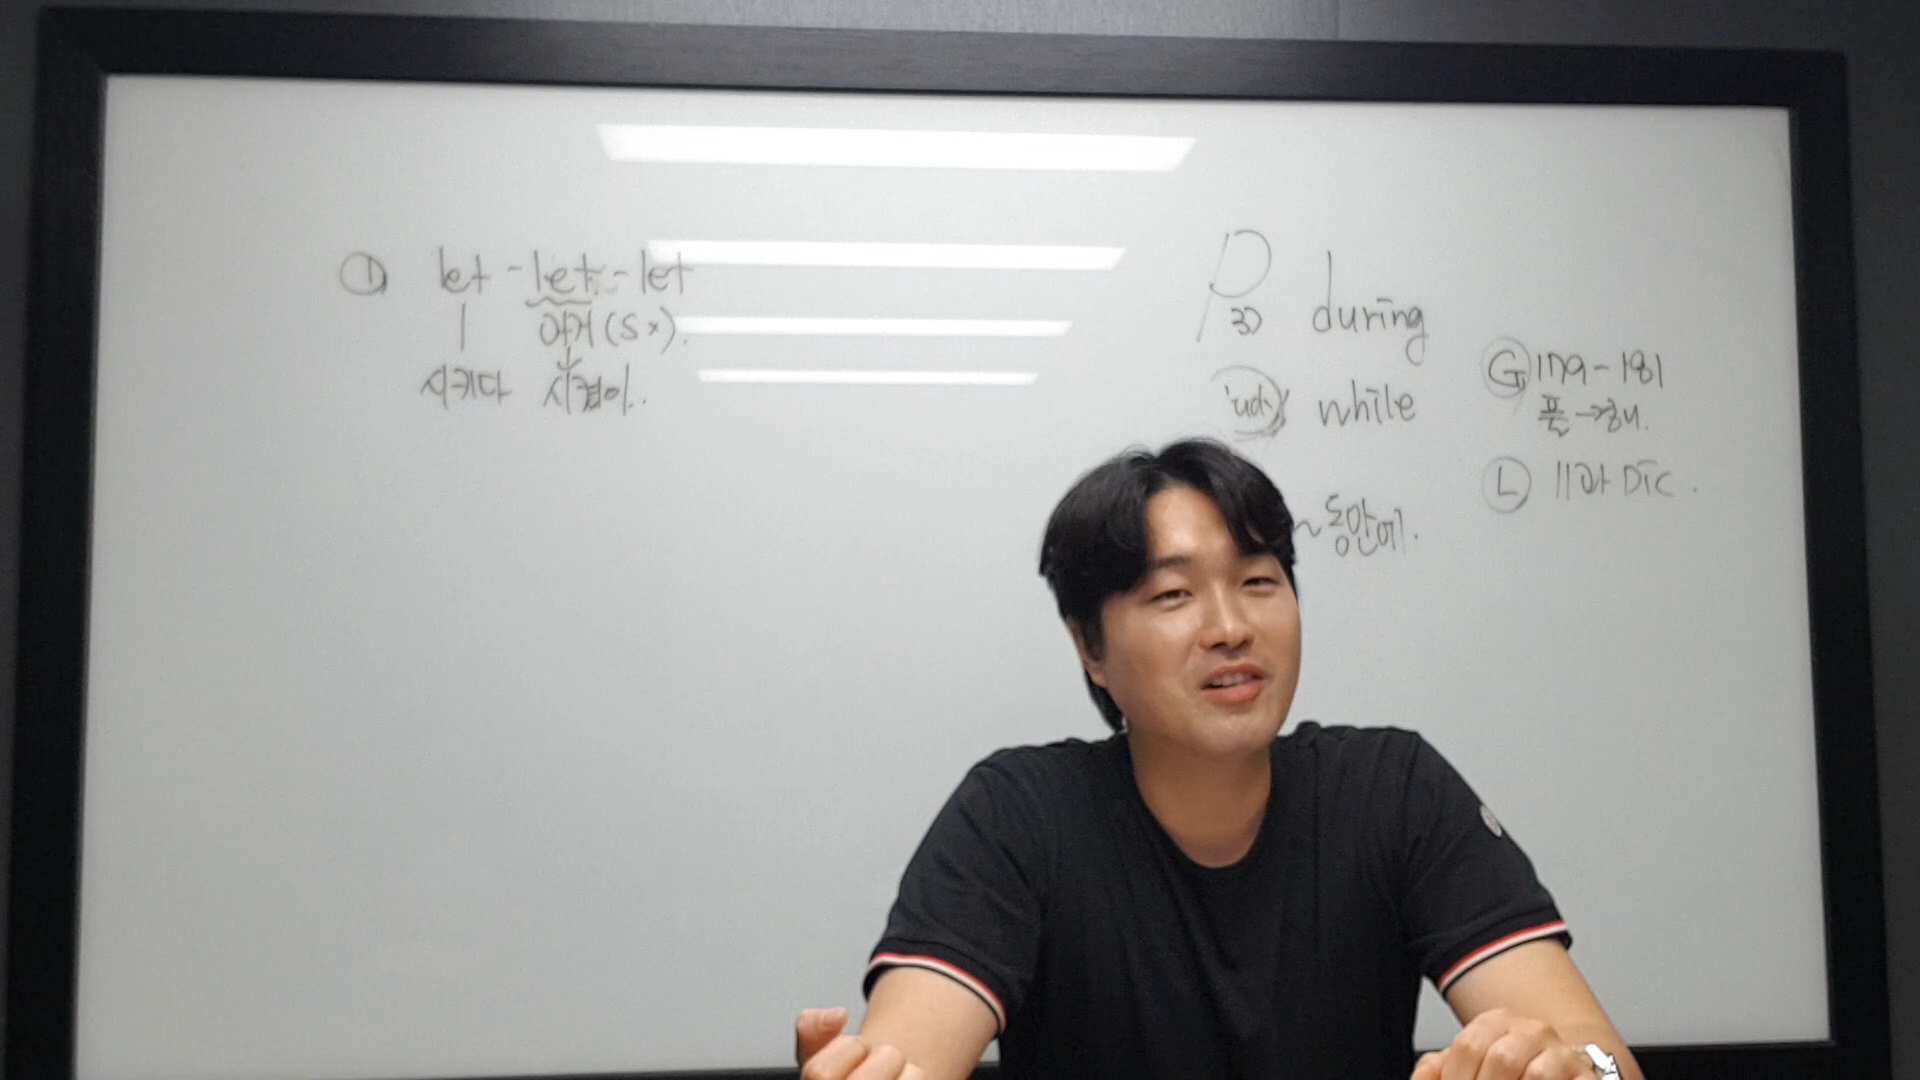 ① let - let - let
과거 (S x).
시키다 시켰어..
during
while
~동안에.
Ⓖ 179 - 181
Ⓛ 11과 Dic.